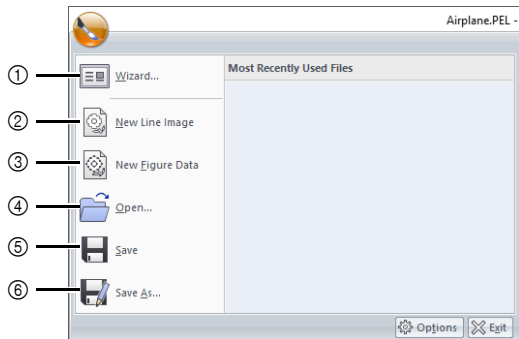 Airplane.PEL -
① Wizard...
Most Recently Used Files
② New Line Image
③ New Figure Data
④ Open...
⑤ Save
⑥ Save As...
Options Exit